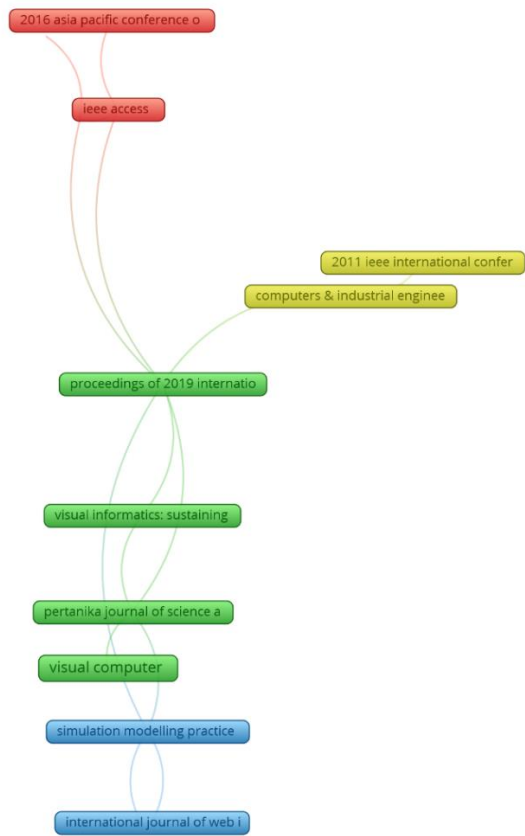 2016 asia pacific conference o
ieee access
2011 ieee international confer
computers & industrial enginee
proceedings of 2019 internatio
visual informatics: sustaining
pertanika journal of science a
visual computer
simulation modelling practice
international journal of web i